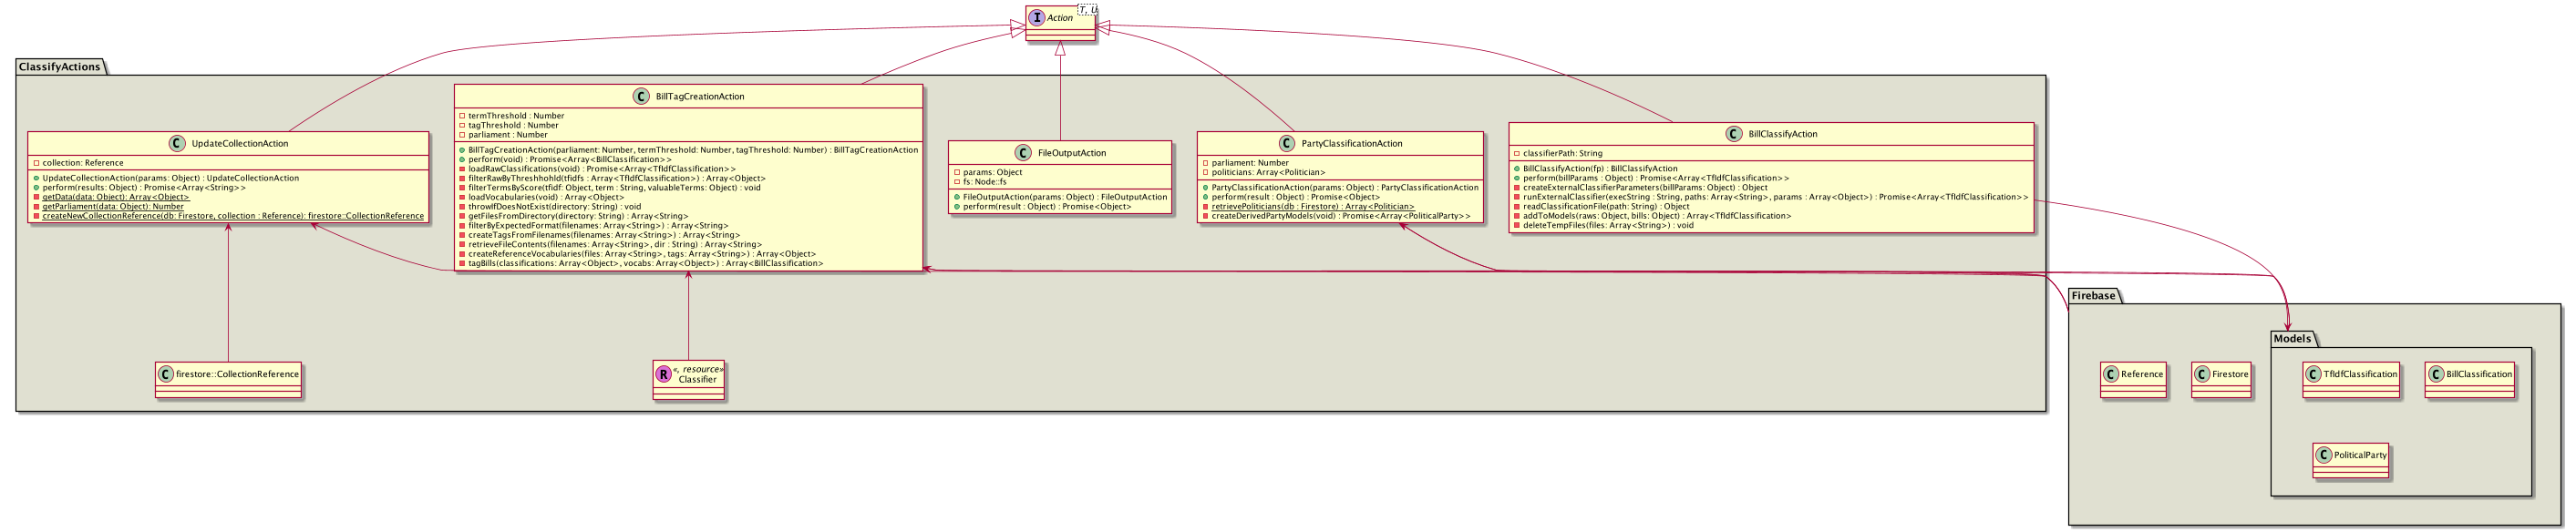 I Action T, U
ClassifyActions
C UpdateCollectionAction
collection: Reference
UpdateCollectionAction(params: Object) : UpdateCollectionAction
perform(results: Object) : Promise<Array<String>>
getData(data: Object): Array<Object>
getParliament(data: Object): Number
createNewCollectionReference(db: Firestore, collection : Reference): firestore::CollectionReference
C BillTagCreationAction
termThreshold : Number
tagThreshold : Number
parliament : Number
BillTagCreationAction(parliament: Number, termThreshold: Number, tagThreshold: Number) : BillTagCreationAction
perform(void) : Promise<Array<BillClassification>>
loadRawClassifications(void) : Promise<Array<TfIdfClassification>>
filterRawByThreshhohld(tfidfs : Array<TfIdfClassification>) : Array<Object>
filterTermsByScore(tfidf: Object, term : String, valuableTerms: Object) : void
loadVocabularies(void) : Array<Object>
throwIfDoesNotExist(directory: String) : void
getFilesFromDirectory(directory: String) : Array<String>
filterByExpectedFormat(filenames: Array<String>) : Array<String>
createTagsFromFilenames(filenames: Array<String>) : Array<String>
retrieveFileContents(filenames: Array<String>, dir : String) : Array<String>
createReferenceVocabularies(files: Array<String>, tags: Array<String>) : Array<Object>
tagBills(classifications: Array<Object>, vocabs: Array<Object>) : Array<BillClassification>
C FileOutputAction
params: Object
fs: Node::fs
FileOutputAction(params: Object) : FileOutputAction
perform(result : Object) : Promise<Object>
C PartyClassificationAction
parliament: Number
politicians: Array<Politician>
PartyClassificationAction(params: Object) : PartyClassificationAction
perform(result : Object) : Promise<Object>
retrievePoliticians(db : Firestore) : Array<Politician>
createDerivedPartyModels(void) : Promise<Array<PoliticalParty>>
C BillClassifyAction
classifierPath: String
BillClassifyAction(fp) : BillClassifyAction
perform(billParams : Object) : Promise<Array<TfIdfClassification>>
createExternalClassifierParameters(billParams: Object) : Object
runExternalClassifier(execString : String, paths: Array<String>, params : Array<Object>) : Promise<Array<TfIdfClassification>>
readClassificationFile(path: String) : Object
addToModels(raws: Object, bills: Object) : Array<TfIdfClassification>
deleteTempFiles(files: Array<String>) : void
C firestore::CollectionReference
R «, resource»
Classifier
Firebase
C Reference
C Firestore
Models
C TfIdfClassification
C BillClassification
C PoliticalParty